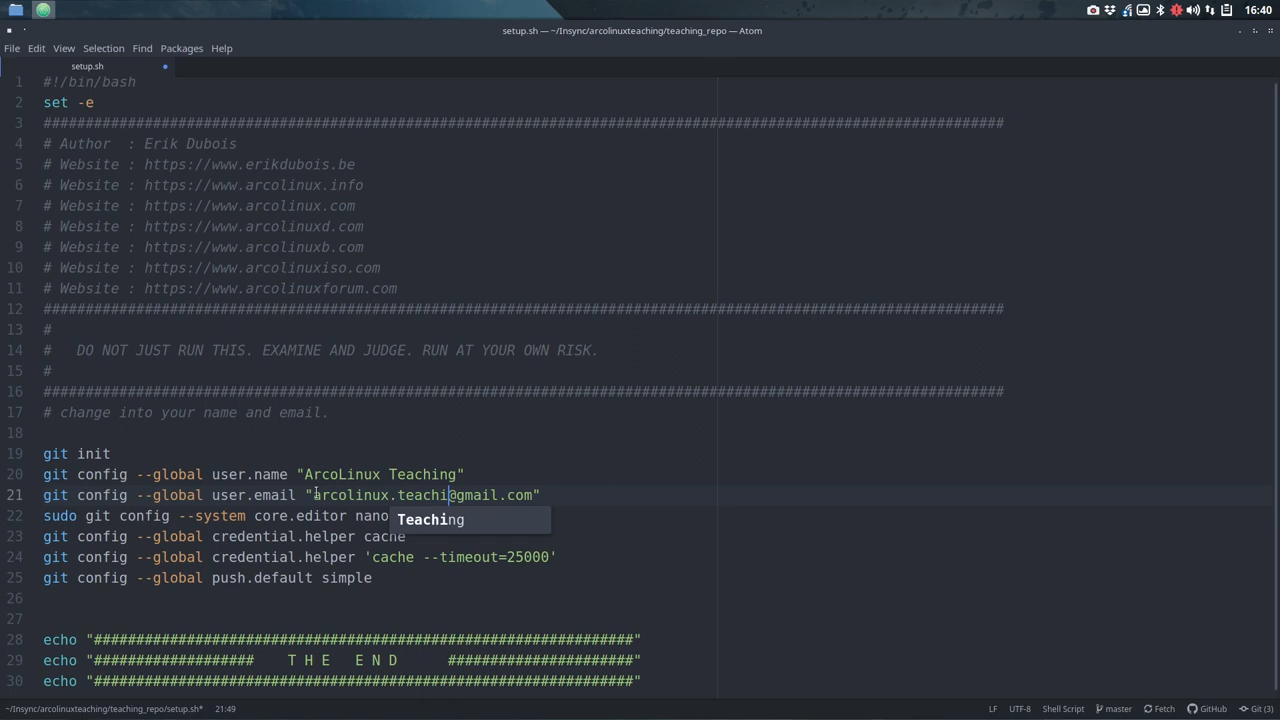 16:40
setup.sh — ~/Insync/arcolinuxteaching/teaching_repo — Atom
File Edit View Selection Find Packages Help
setup.sh
1 #!/bin/bash
2 set -e
3 ##################################################################################################################
4 # Author : Erik Dubois
5 # Website : https://www.erikdubois.be
6 # Website : https://www.arcolinux.info
7 # Website : https://www.arcolinux.com
8 # Website : https://www.arcolinuxd.com
9 # Website : https://www.arcolinuxb.com
10 # Website : https://www.arcolinuxiso.com
11 # Website : https://www.arcolinuxforum.com
12 ##################################################################################################################
13 #
14 #   DO NOT JUST RUN THIS. EXAMINE AND JUDGE. RUN AT YOUR OWN RISK.
15 #
16 ##################################################################################################################
17 # change into your name and email.
18
19 git init
20 git config --global user.name "ArcoLinux Teaching"
21 git config --global user.email "arcolinux.teachi@gmail.com"
22 sudo git config --system core.editor nano
Teaching
23 git config --global credential.helper cache
24 git config --global credential.helper 'cache --timeout=25000'
25 git config --global push.default simple
26
27
28 echo "################################################################"
29 echo "###################    T H E   E N D      ######################"
30 echo "################################################################"
~/Insync/arcolinuxteaching/teaching_repo/setup.sh* 21:49 LF UTF-8 Shell Script master Fetch GitHub Git (3)